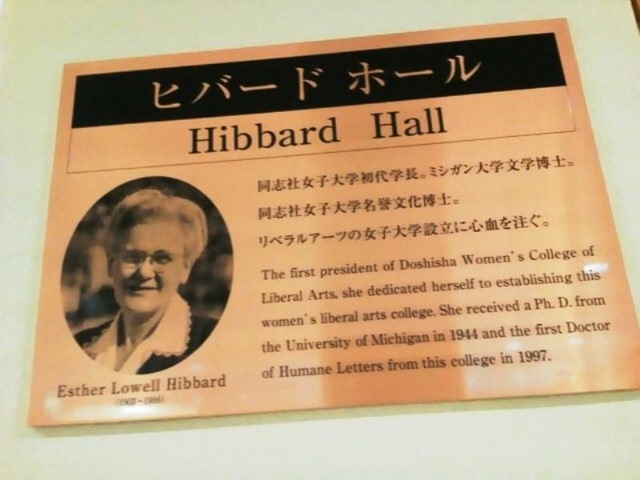 ヒバード ホール
Hibbard Hall
同志社女子大学初代学長。ミシガン大学文学博士。
同志社女子大学名誉文化博士。
リベラルアーツの女子大学設立に心血を注ぐ。
The first president of Doshisha Women's College of
Liberal Arts, she dedicated herself to establishing this
women's liberal arts college. She received a Ph. D. from
the University of Michigan in 1944 and the first Doctor
of Humane Letters from this college in 1997.
Esther Lowell Hibbard